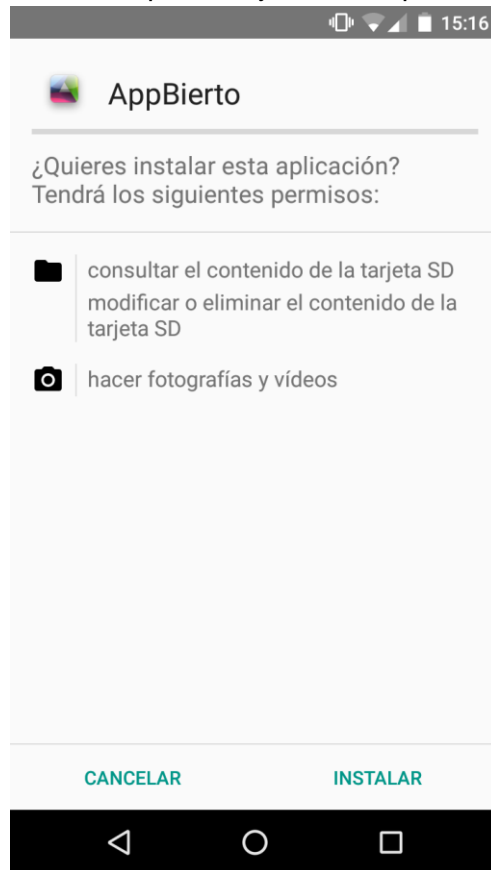 15:16
AppBierto
¿Quieres instalar esta aplicación?
Tendrá los siguientes permisos:
consultar el contenido de la tarjeta SD
modificar o eliminar el contenido de la
tarjeta SD
hacer fotografías y vídeos
CANCELAR
INSTALAR